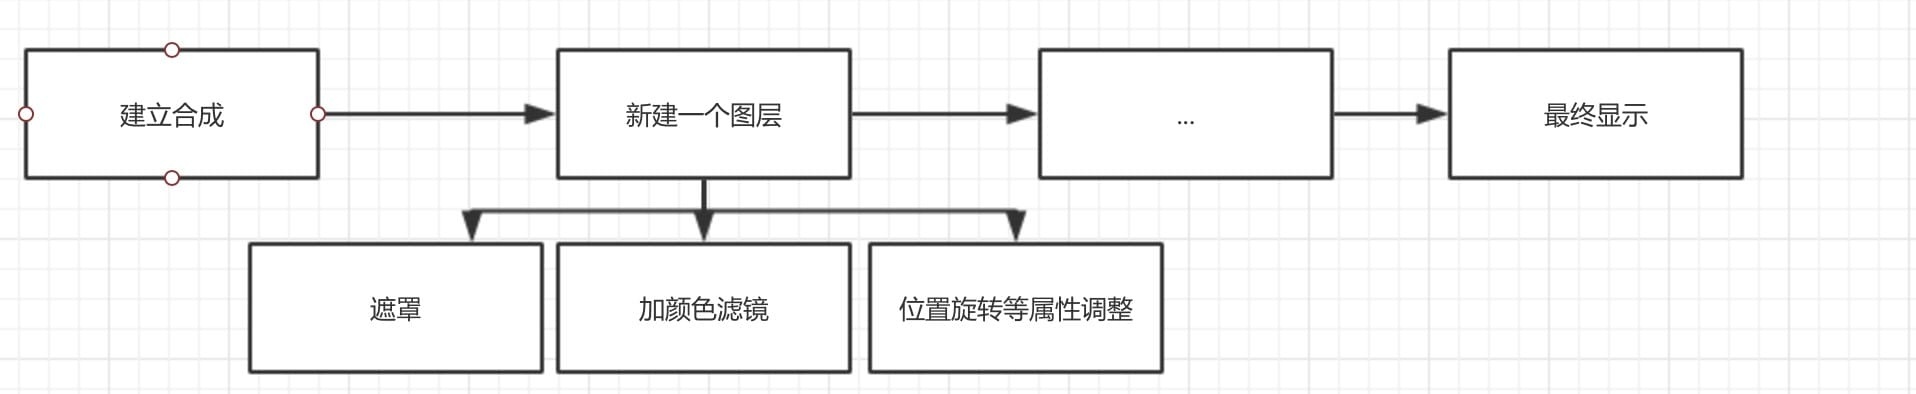 建立合成
新建一个图层
...
最终显示
遮罩
加颜色滤镜
位置旋转等属性调整